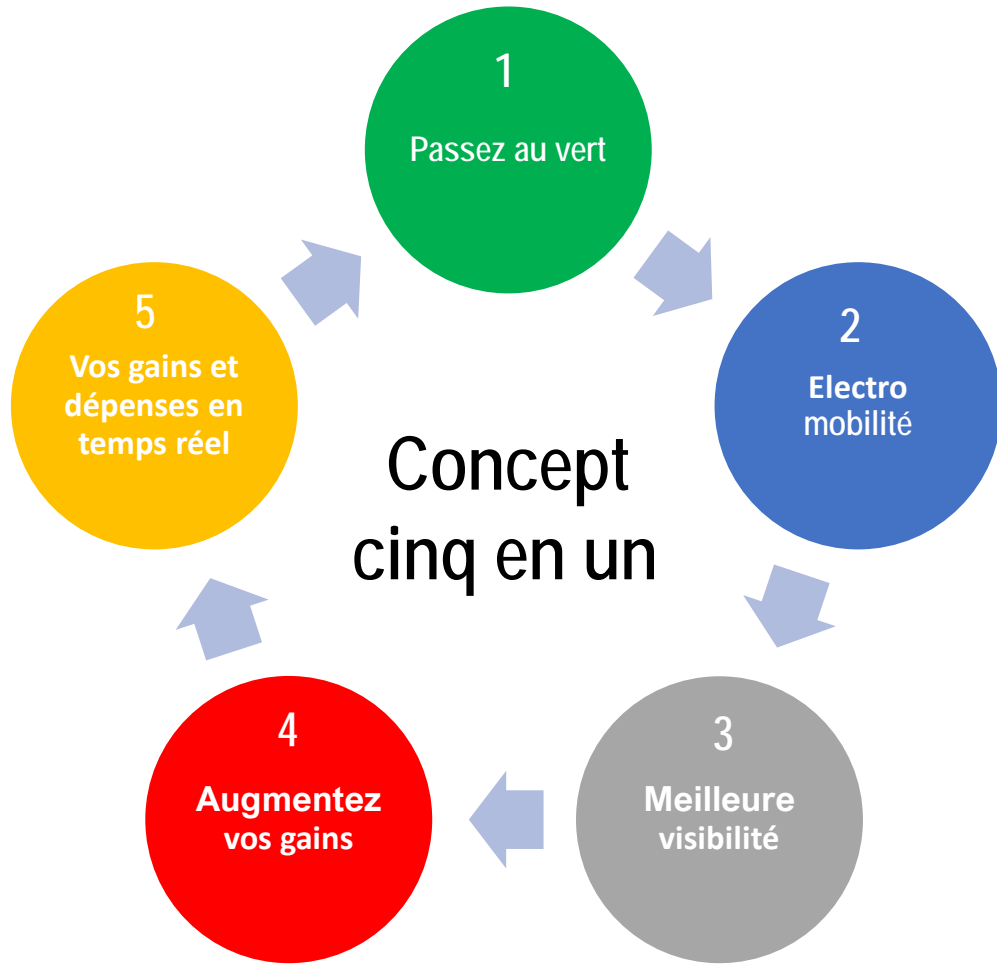 1
Passez au vert
2
Electro
mobilité
3
Meilleure
visibilité
4
Augmentez
vos gains
5
Vos gains et
dépenses en
temps réel
Concept
cinq en un